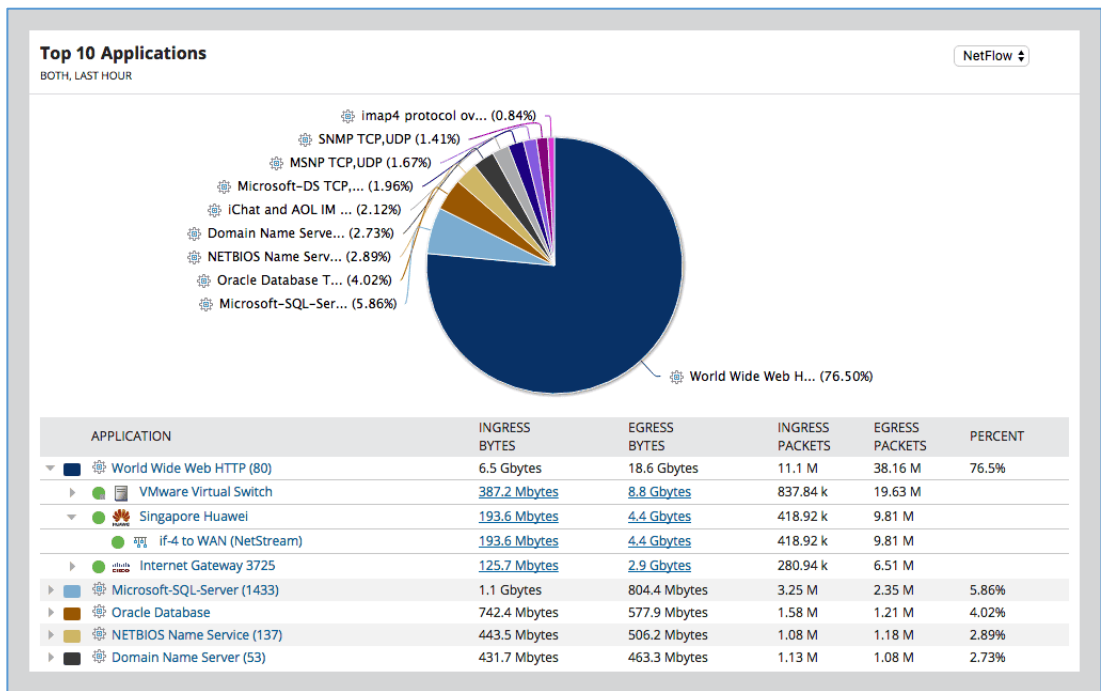 Top 10 Applications
NetFlow
BOTH, LAST HOUR
imap4 protocol ov... (0.84%)
SNMP TCP,UDP (1.41%)
MSNP TCP,UDP (1.67%)
Microsoft-DS TCP,... (1.96%)
iChat and AOL IM ... (2.12%)
Domain Name Serve... (2.73%)
NETBIOS Name Serv... (2.89%)
Oracle Database T... (4.02%)
Microsoft-SQL-Ser... (5.86%)
World Wide Web H... (76.50%)
APPLICATION INGRESS BYTES EGRESS BYTES INGRESS PACKETS EGRESS PACKETS PERCENT
World Wide Web HTTP (80) 6.5 Gbytes 18.6 Gbytes 11.1 M 38.16 M 76.5%
VMware Virtual Switch 387.2 Mbytes 8.8 Gbytes 837.84 k 19.63 M
HUAWEI Singapore Huawei 193.6 Mbytes 4.4 Gbytes 418.92 k 9.81 M
if-4 to WAN (NetStream) 193.6 Mbytes 4.4 Gbytes 418.92 k 9.81 M
CISCO Internet Gateway 3725 125.7 Mbytes 2.9 Gbytes 280.94 k 6.51 M
Microsoft-SQL-Server (1433) 1.1 Gbytes 804.4 Mbytes 3.25 M 2.35 M 5.86%
Oracle Database 742.4 Mbytes 577.9 Mbytes 1.58 M 1.21 M 4.02%
NETBIOS Name Service (137) 443.5 Mbytes 506.2 Mbytes 1.08 M 1.18 M 2.89%
Domain Name Server (53) 431.7 Mbytes 463.3 Mbytes 1.13 M 1.08 M 2.73%